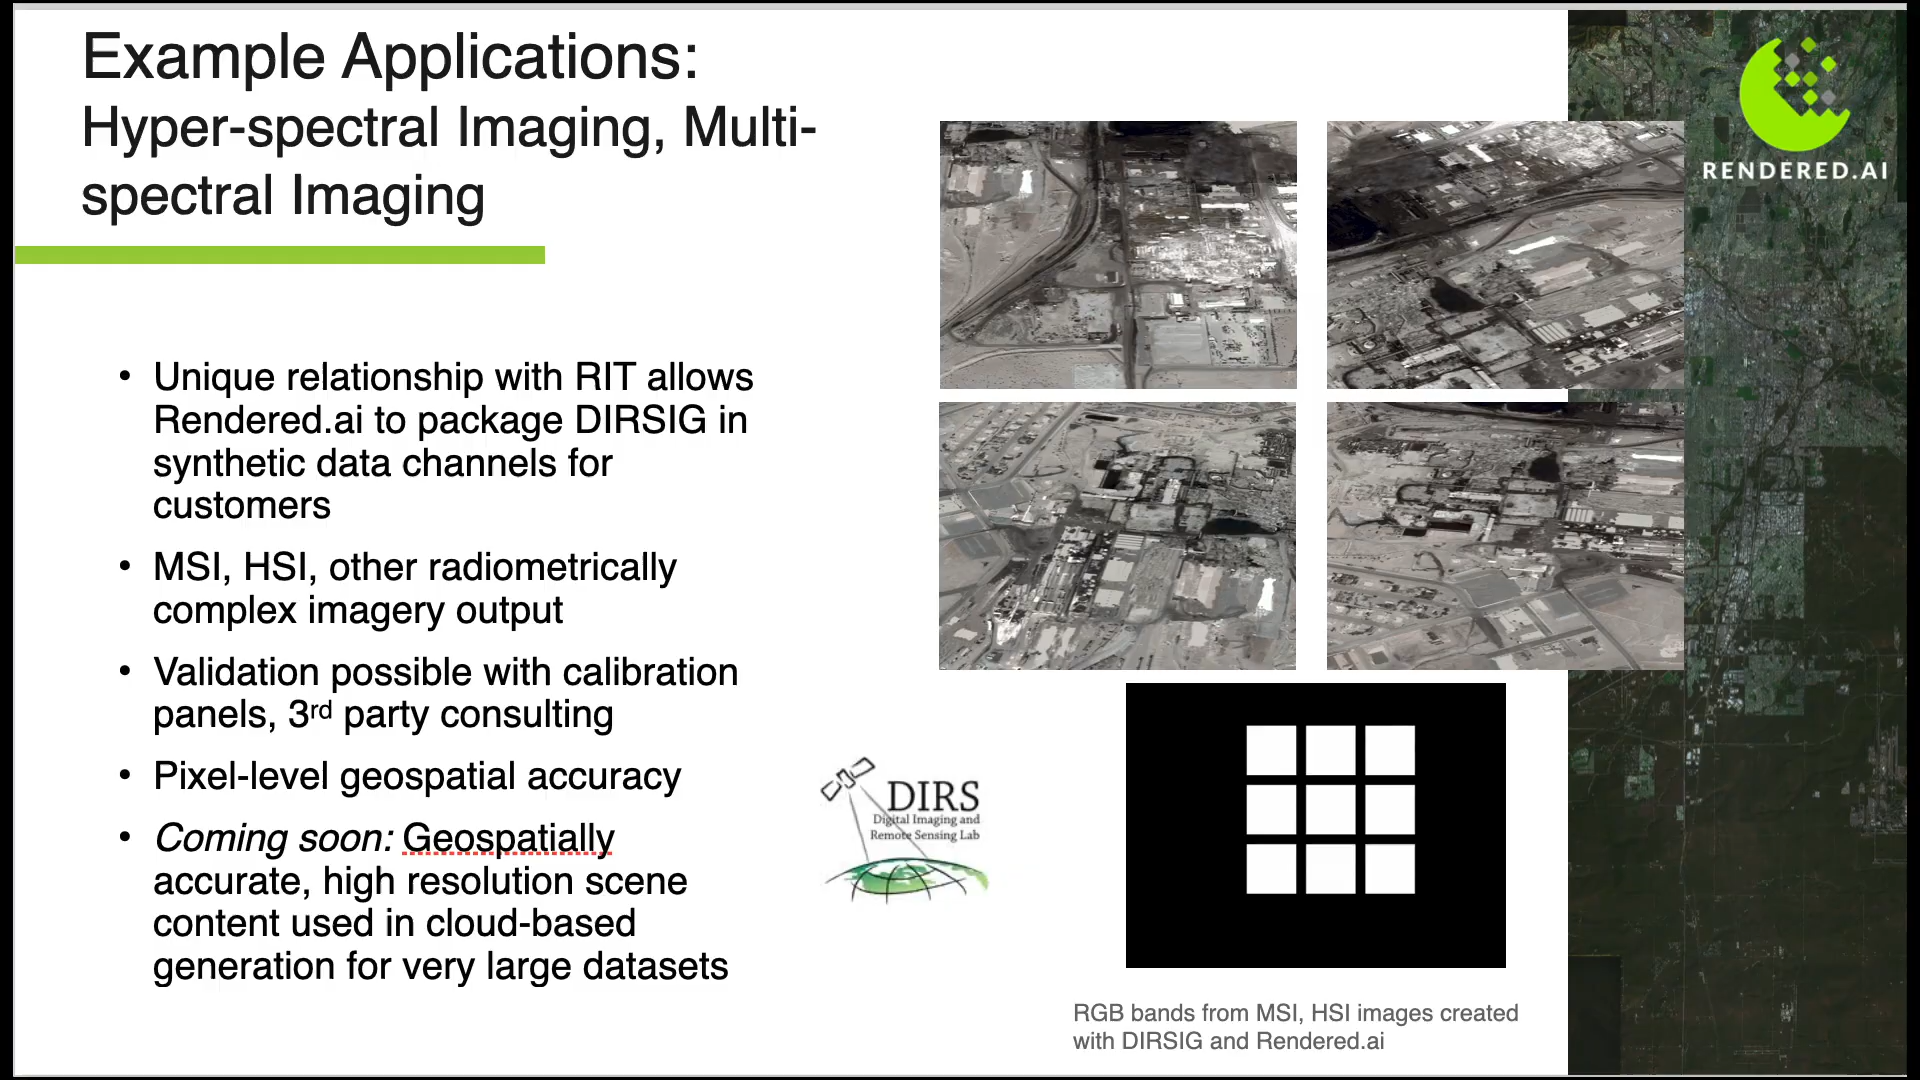 Example Applications:
Hyper-spectral Imaging, Multi-
spectral Imaging
RENDERED.AI
• Unique relationship with RIT allows
Rendered.ai to package DIRSIG in
synthetic data channels for
customers
• MSI, HSI, other radiometrically
complex imagery output
• Validation possible with calibration
panels, 3rd party consulting
• Pixel-level geospatial accuracy
• Coming soon: Geospatially
accurate, high resolution scene
content used in cloud-based
generation for very large datasets
DIRS
Digital Imaging and
Remote Sensing Lab
RGB bands from MSI, HSI images created
with DIRSIG and Rendered.ai